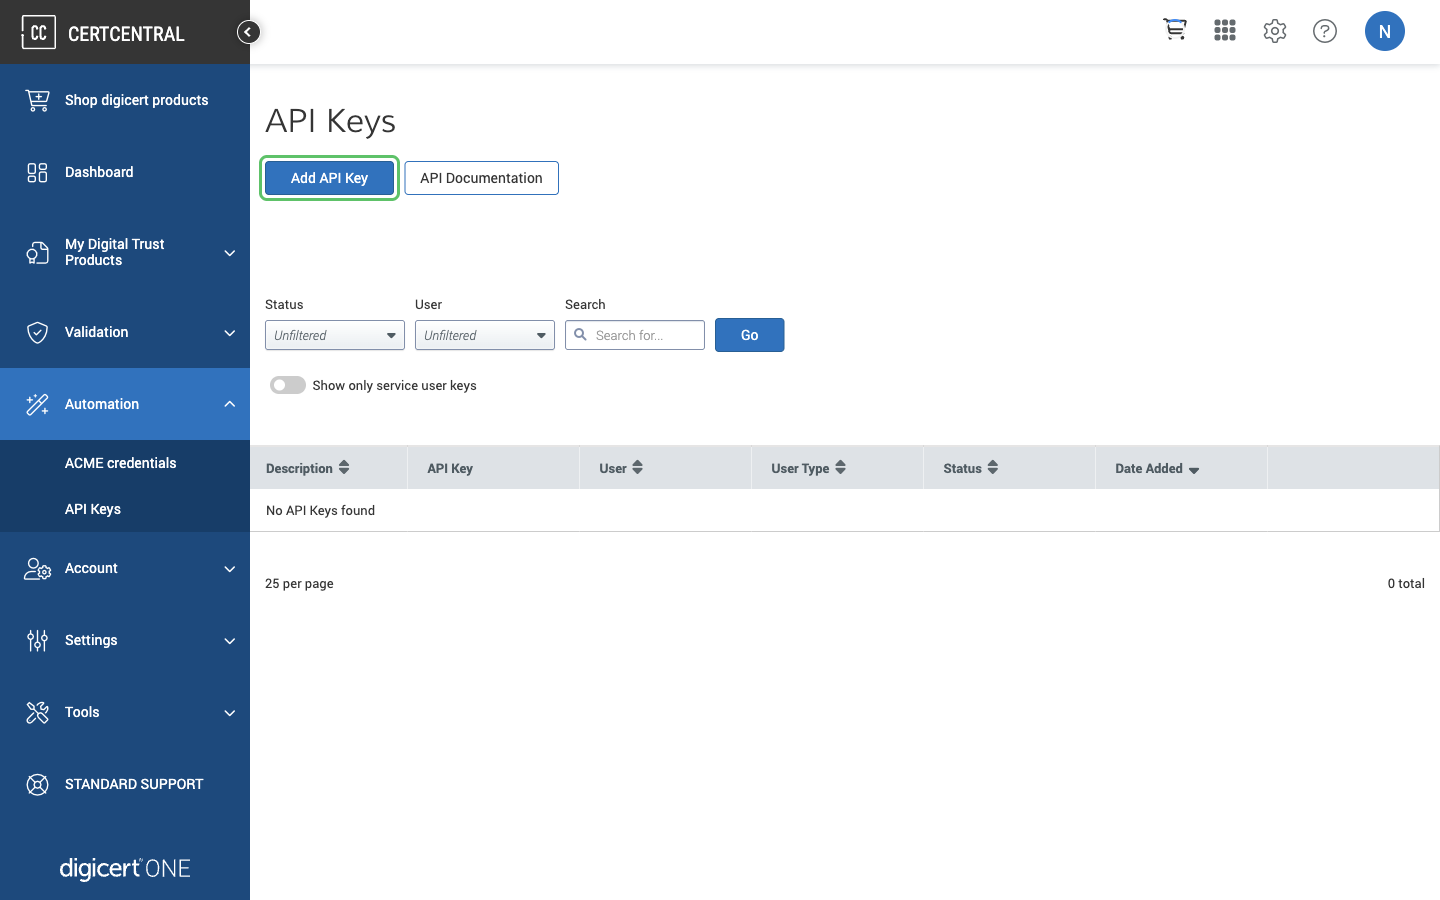 CC CERTCENTRAL
N
Shop digicert products
Dashboard
My Digital Trust
Products
Validation
Automation
ACME credentials
API Keys
Account
Settings
Tools
STANDARD SUPPORT
digicert® ONE
API Keys
Add API Key
API Documentation
Status
User
Search
Unfiltered
Unfiltered
Search for...
Go
Show only service user keys
Description
API Key
User
User Type
Status
Date Added
No API Keys found
25 per page
0 total